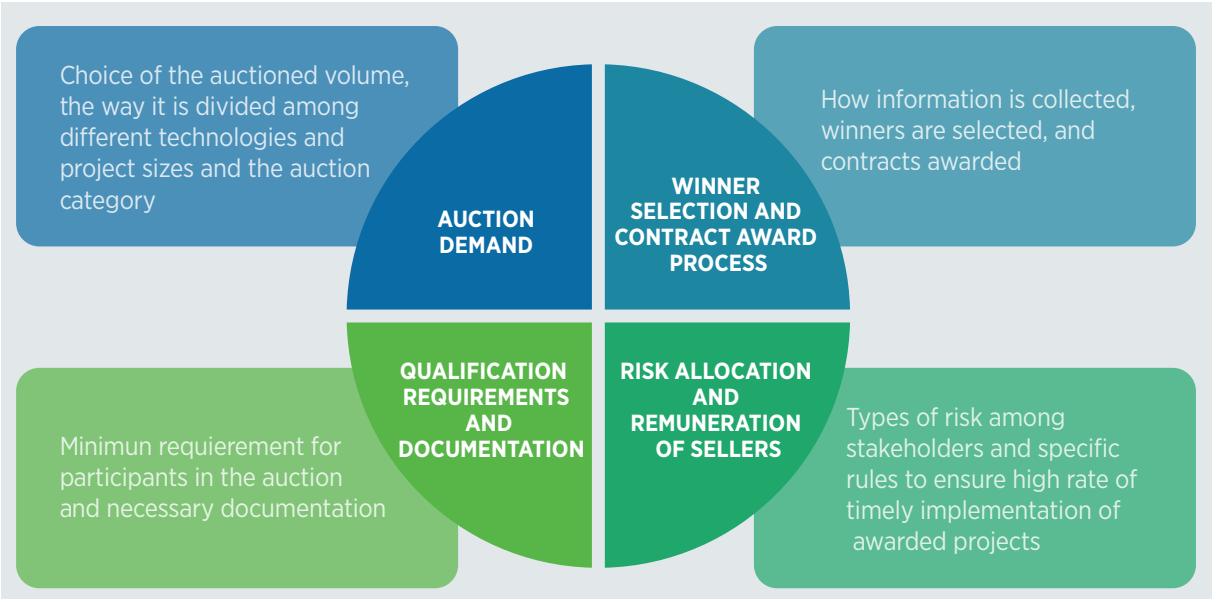 Choice of the auctioned volume,
the way it is divided among
different technologies and
project sizes and the auction
category
AUCTION
DEMAND
WINNER
SELECTION AND
CONTRACT AWARD
PROCESS
How information is collected,
winners are selected, and
contracts awarded
Minimun requierement for
participants in the auction
and necessary documentation
QUALIFICATION
REQUIREMENTS
AND
DOCUMENTATION
RISK ALLOCATION
AND
REMUNERATION
OF SELLERS
Types of risk among
stakeholders and specific
rules to ensure high rate of
timely implementation of
awarded projects